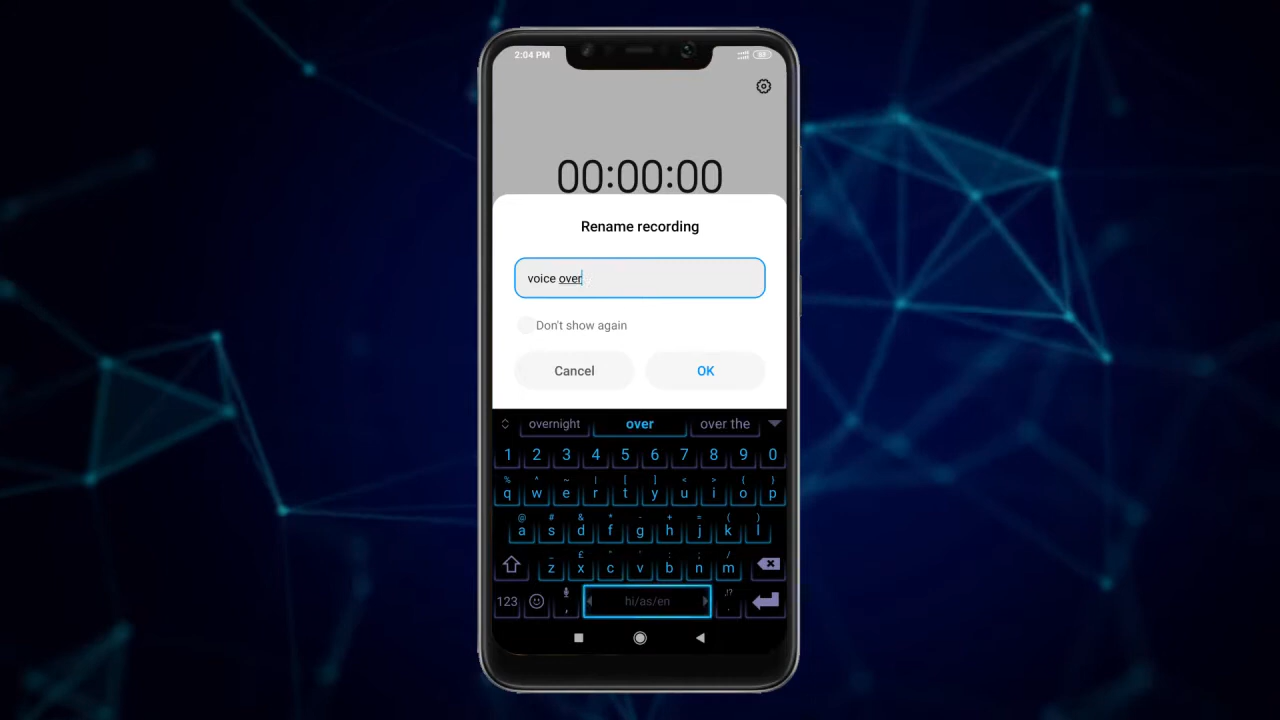 2:04 PM
00:00:00
Rename recording
voice over
Don't show again
Cancel OK
overnight over over the
1 2 3 4 5 6 7 8 9 0
% ^ ~ | [ ] < > { }
q w e r t y u i o p
@ # & * - + = ( )
a s d f g h j k l
_ £ " ' : ; /
z x c v b n m
123 , hi/as/en ,!? .